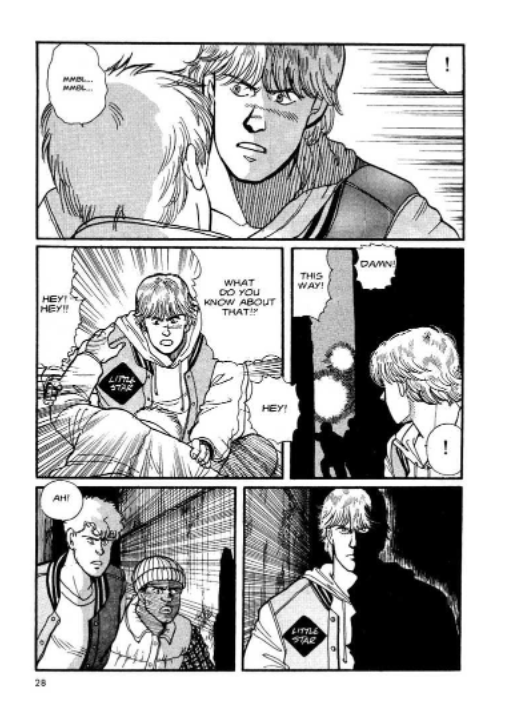 MMBL...
MMBL...
!
HEY!
HEY!!
WHAT
DO YOU
KNOW ABOUT
THAT!?
LITTLE
STAR
HEY!
THIS
WAY!
DAMN!
!
AH!
LITTLE
STAR
28